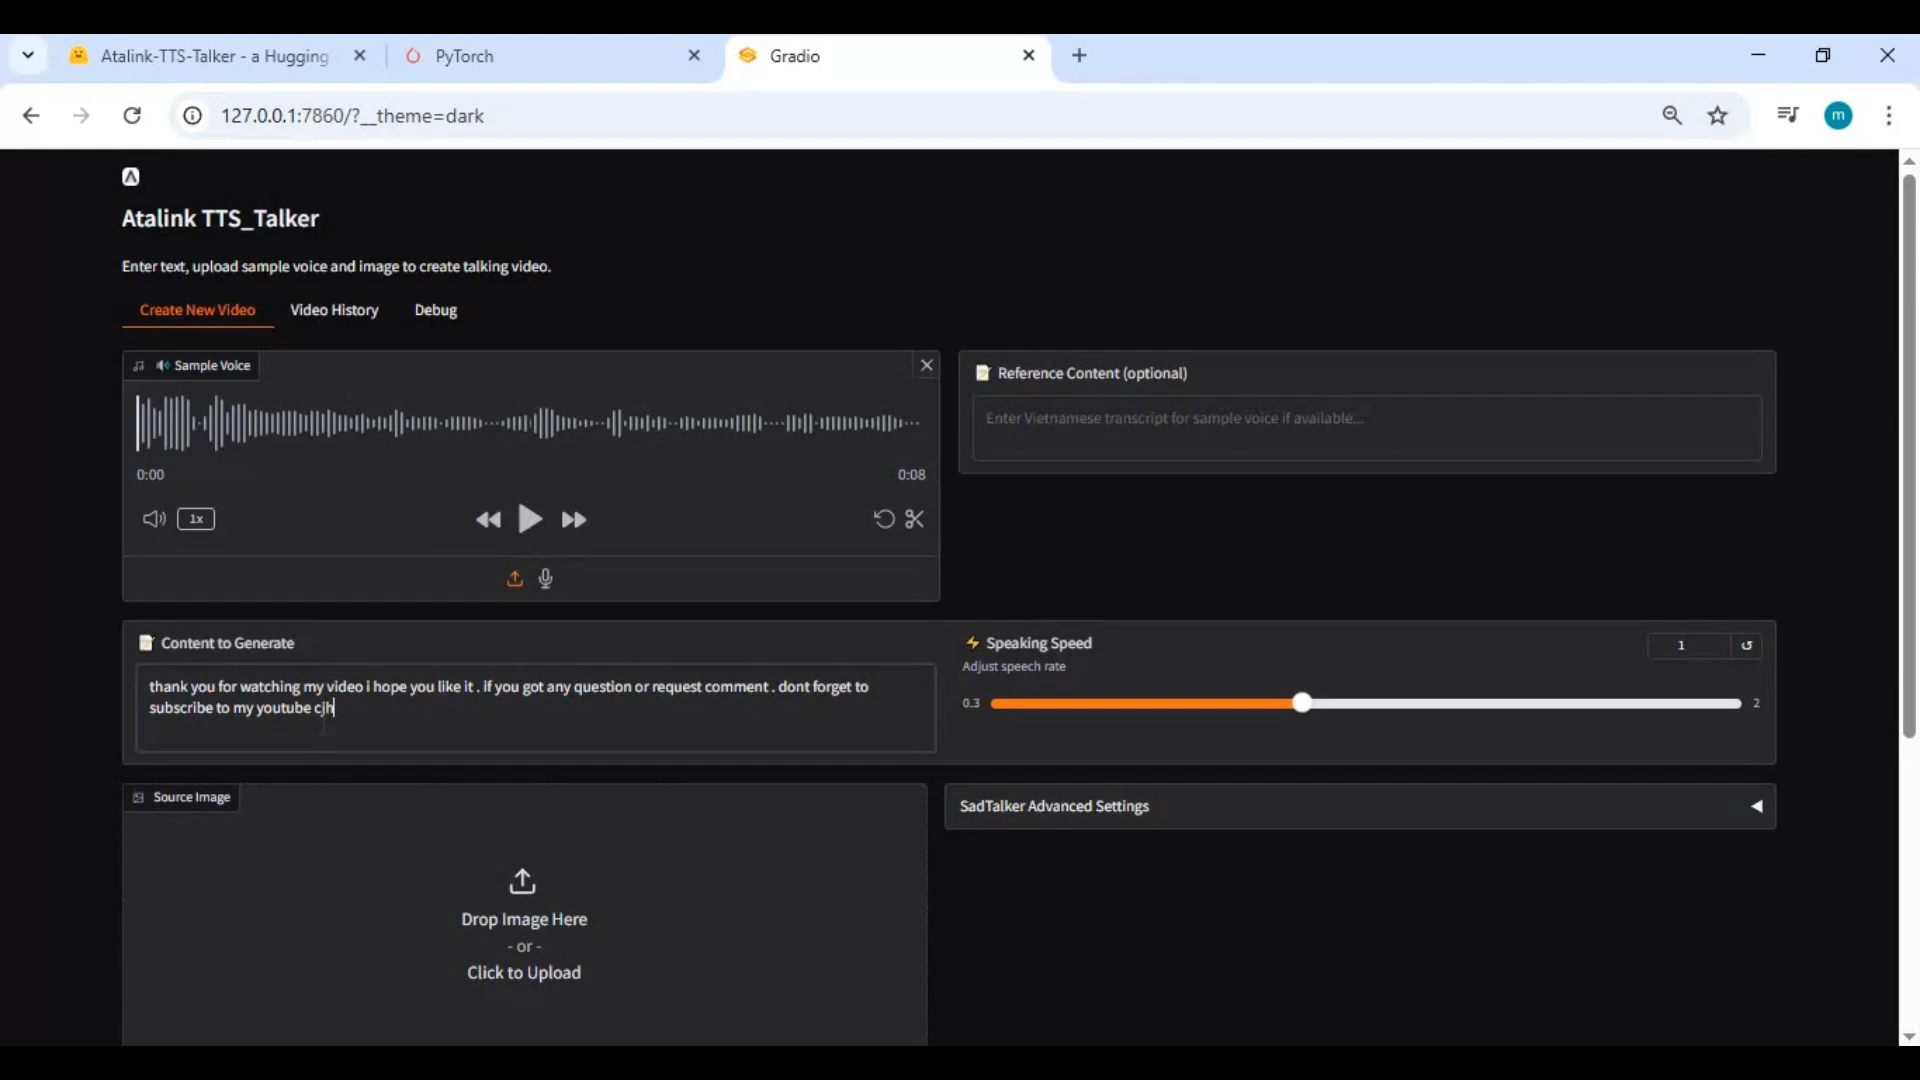 Atalink-TTS-Talker - a Hugging
PyTorch
Gradio
127.0.0.1:7860/?__theme=dark
m
Atalink TTS_Talker
Enter text, upload sample voice and image to create talking video.
Create New Video
Video History
Debug
Sample Voice
0:00
0:08
1x
Reference Content (optional)
Enter Vietnamese transcript for sample voice if available...
Content to Generate
thank you for watching my video i hope you like it . if you got any question or request comment . dont forget to
subscribe to my youtube cjh
Speaking Speed
Adjust speech rate
1
0.3
2
Source Image
Drop Image Here
- or -
Click to Upload
SadTalker Advanced Settings